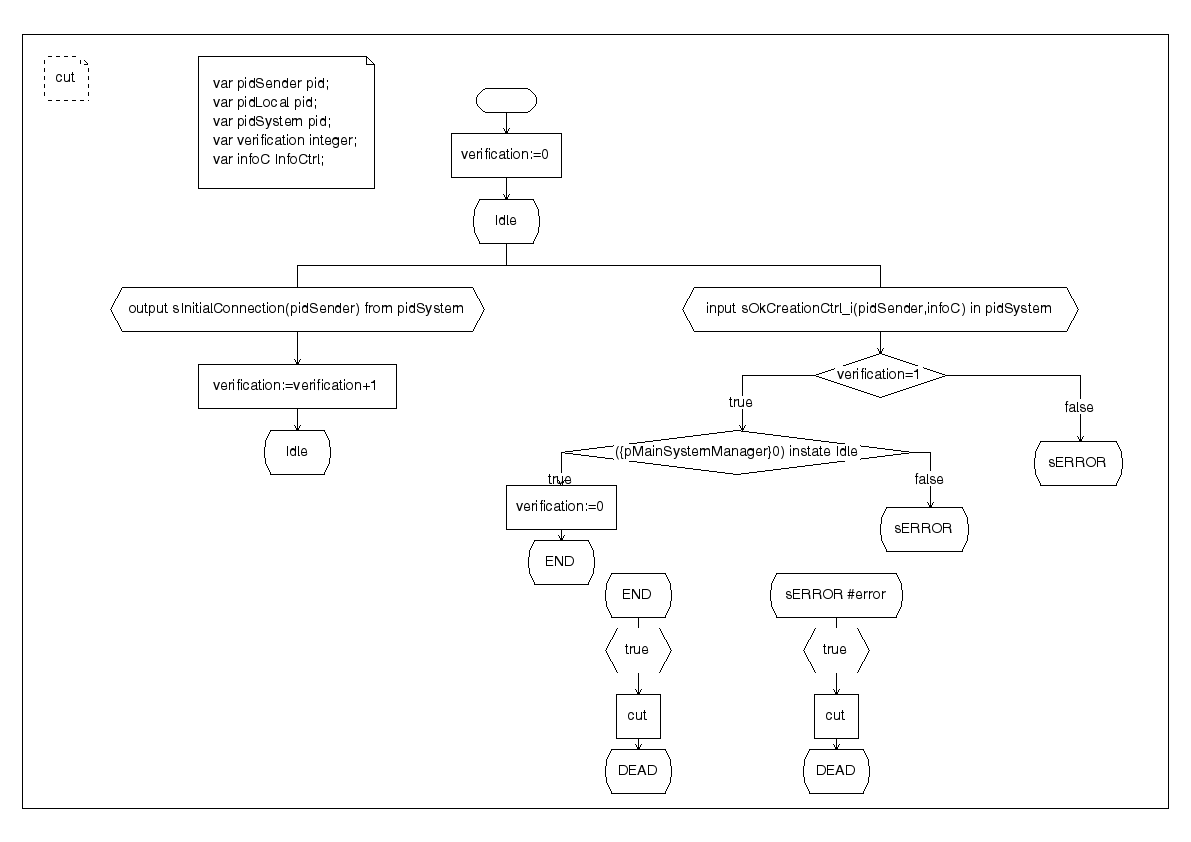 cut
var pidSender pid;
var pidLocal pid;
var pidSystem pid;
var verification integer;
var infoC InfoCtrl;
verification:=0
Idle
output sInitialConnection(pidSender) from pidSystem
input sOkCreationCtrl_i(pidSender,infoC) in pidSystem
verification:=verification+1
verification=1
true
false
Idle
({pMainSystemManager}0) instate Idle
sERROR
true
false
verification:=0
sERROR
END
END
sERROR #error
true
true
cut
cut
DEAD
DEAD